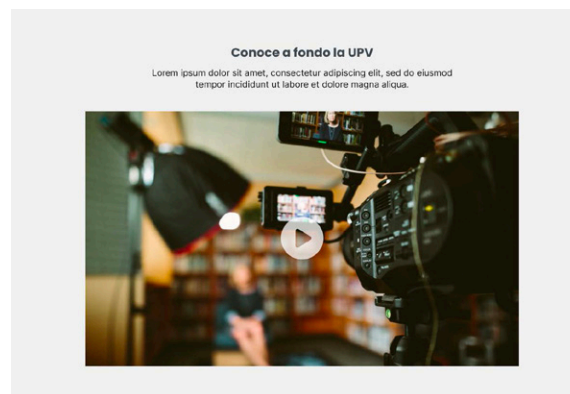 Conoce a fondo la UPV
Lorem ipsum dolor sit amet, consectetur adipiscing elit, sed do eiusmod
tempor incididunt ut labore et dolore magna aliqua.